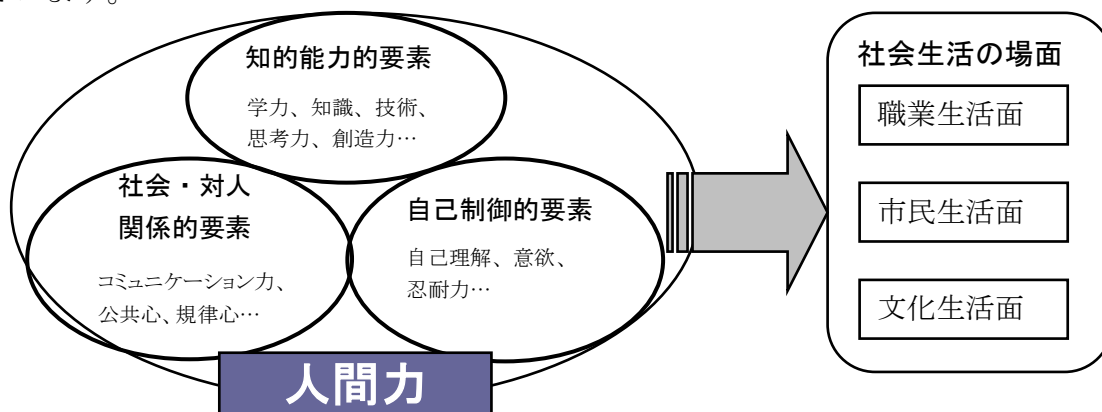 知的能力的要素
学力、知識、技術、
思考力、創造力…
社会・対人
関係的要素
コミュニケーション力、
公共心、規律心…
自己制御的要素
自己理解、意欲、
忍耐力…
人間力
社会生活の場面
職業生活面
市民生活面
文化生活面